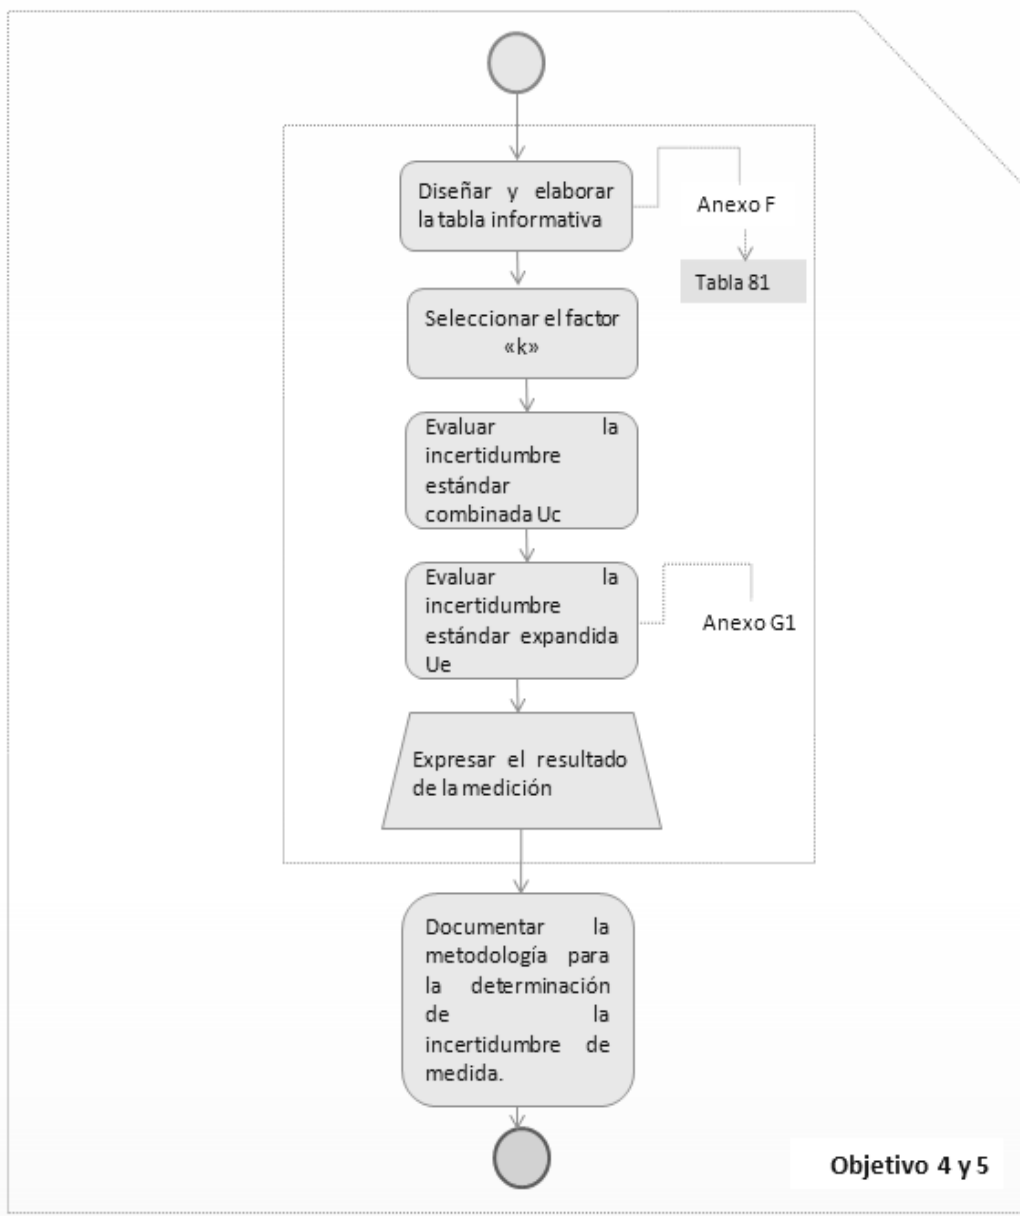 Diseñar y elaborar
la tabla informativa
Anexo F
Tabla 81
Seleccionar el factor
«k»
Evaluar la
incertidumbre
estándar
combinada Uc
Evaluar la
incertidumbre
estándar expandida
Ue
Anexo G1
Expresar el resultado
de la medición
Documentar la
metodología para
la determinación
de la
incertidumbre de
medida.
Objetivo 4 y 5